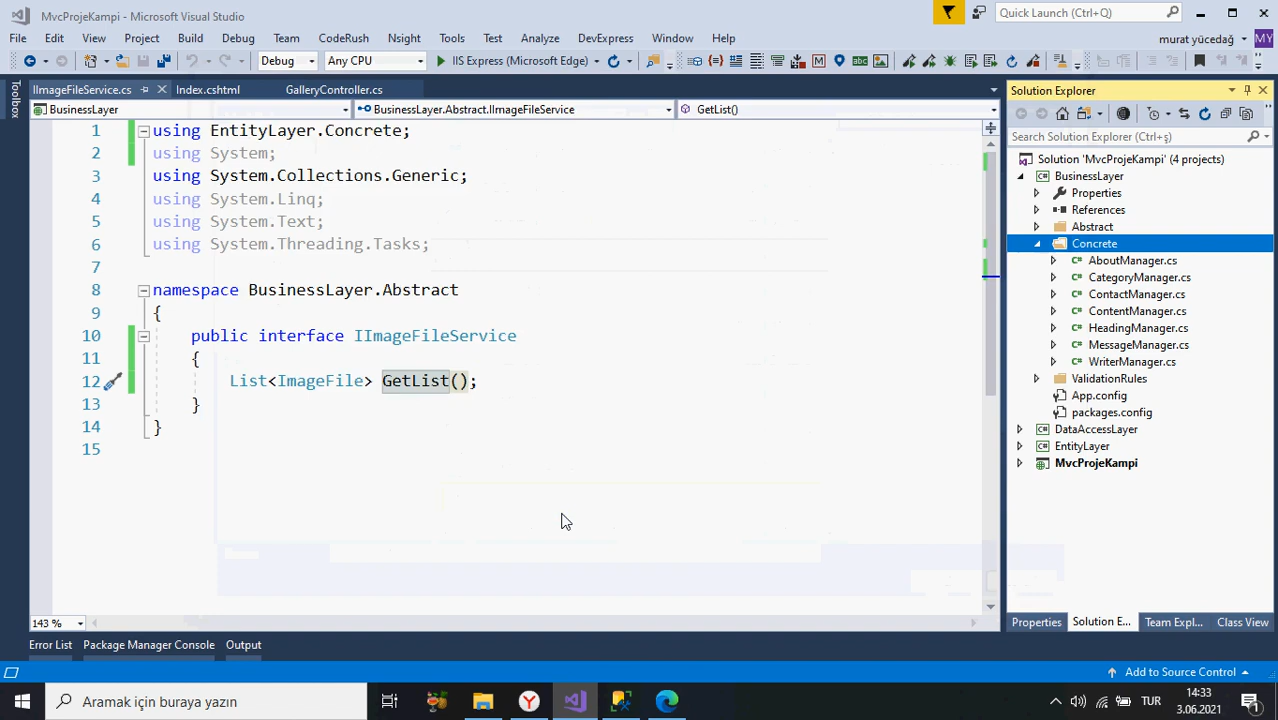 MvcProjeKampi - Microsoft Visual Studio
Quick Launch (Ctrl+Q)
File Edit View Project Build Debug Team CodeRush Nsight Tools Test Analyze DevExpress Window Help
murat yücedağ MY
Debug Any CPU IIS Express (Microsoft Edge)
Toolbox
IImageFileService.cs Index.cshtml GalleryController.cs
BusinessLayer BusinessLayer.Abstract.IImageFileService GetList()
1 using EntityLayer.Concrete;
2 using System;
3 using System.Collections.Generic;
4 using System.Linq;
5 using System.Text;
6 using System.Threading.Tasks;
7
8 namespace BusinessLayer.Abstract
9 {
10 public interface IImageFileService
11 {
12 List<ImageFile> GetList();
13 }
14 }
15
143 %
Solution Explorer
Search Solution Explorer (Ctrl+ş)
Solution 'MvcProjeKampi' (4 projects)
BusinessLayer
Properties
References
Abstract
Concrete
AboutManager.cs
CategoryManager.cs
ContactManager.cs
ContentManager.cs
HeadingManager.cs
MessageManager.cs
WriterManager.cs
ValidationRules
App.config
packages.config
DataAccessLayer
EntityLayer
MvcProjeKampi
Properties Solution E... Team Expl... Class View
Error List Package Manager Console Output
Add to Source Control
Aramak için buraya yazın
TUR
14:33
3.06.2021
1